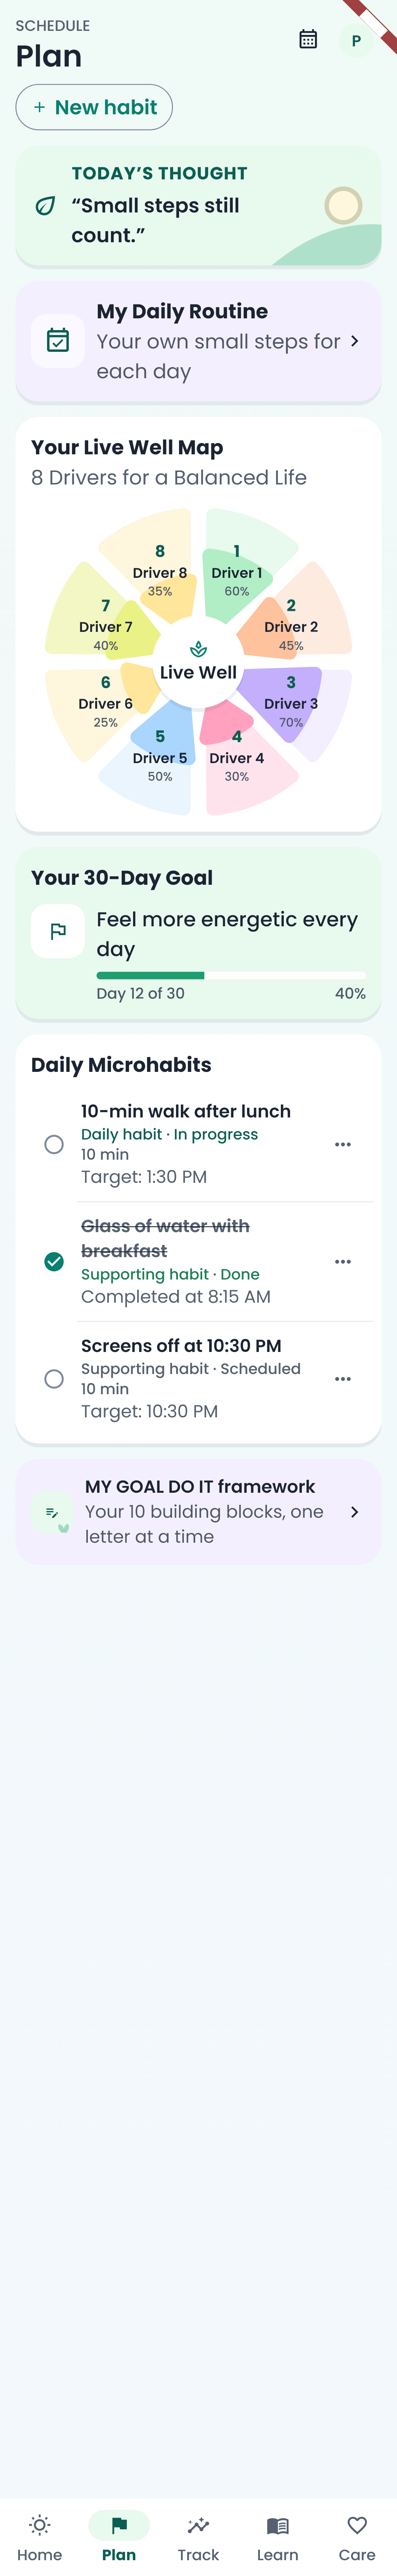 SCHEDULE
Plan
P
+ New habit
TODAY'S THOUGHT
“Small steps still
count.”
My Daily Routine
Your own small steps for
each day
Your Live Well Map
8 Drivers for a Balanced Life
8
Driver 8
35%
1
Driver 1
60%
7
Driver 7
40%
2
Driver 2
45%
Live Well
6
Driver 6
25%
3
Driver 3
70%
5
Driver 5
50%
4
Driver 4
30%
Your 30-Day Goal
Feel more energetic every
day
Day 12 of 30 40%
Daily Microhabits
10-min walk after lunch
Daily habit · In progress
10 min
Target: 1:30 PM
Glass of water with
breakfast
Supporting habit · Done
Completed at 8:15 AM
Screens off at 10:30 PM
Supporting habit · Scheduled
10 min
Target: 10:30 PM
MY GOAL DO IT framework
Your 10 building blocks, one
letter at a time
Home Plan Track Learn Care